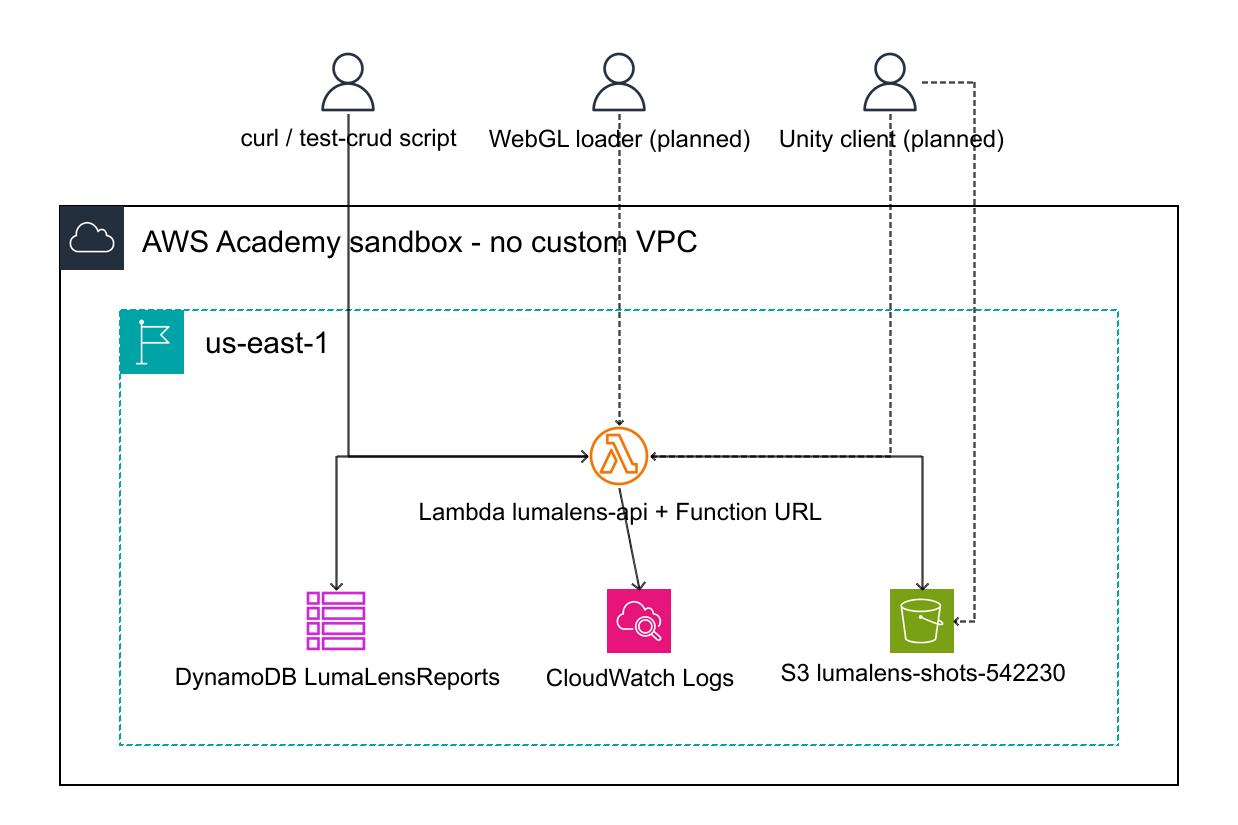 curl / test-crud script
WebGL loader (planned)
Unity client (planned)
AWS Academy sandbox - no custom VPC
us-east-1
Lambda lumalens-api + Function URL
DynamoDB LumaLensReports
CloudWatch Logs
S3 lumalens-shots-542230